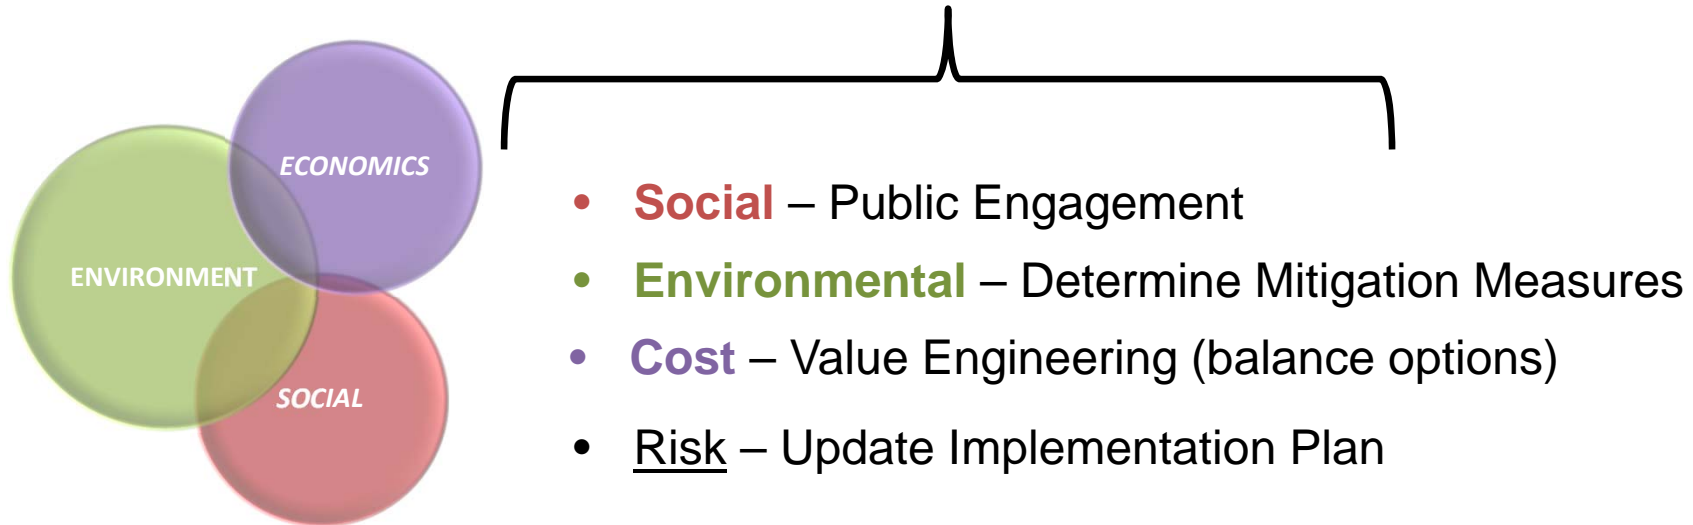 ECONOMICS
ENVIRONMENT
SOCIAL
• Social – Public Engagement
• Environmental – Determine Mitigation Measures
• Cost – Value Engineering (balance options)
• Risk – Update Implementation Plan